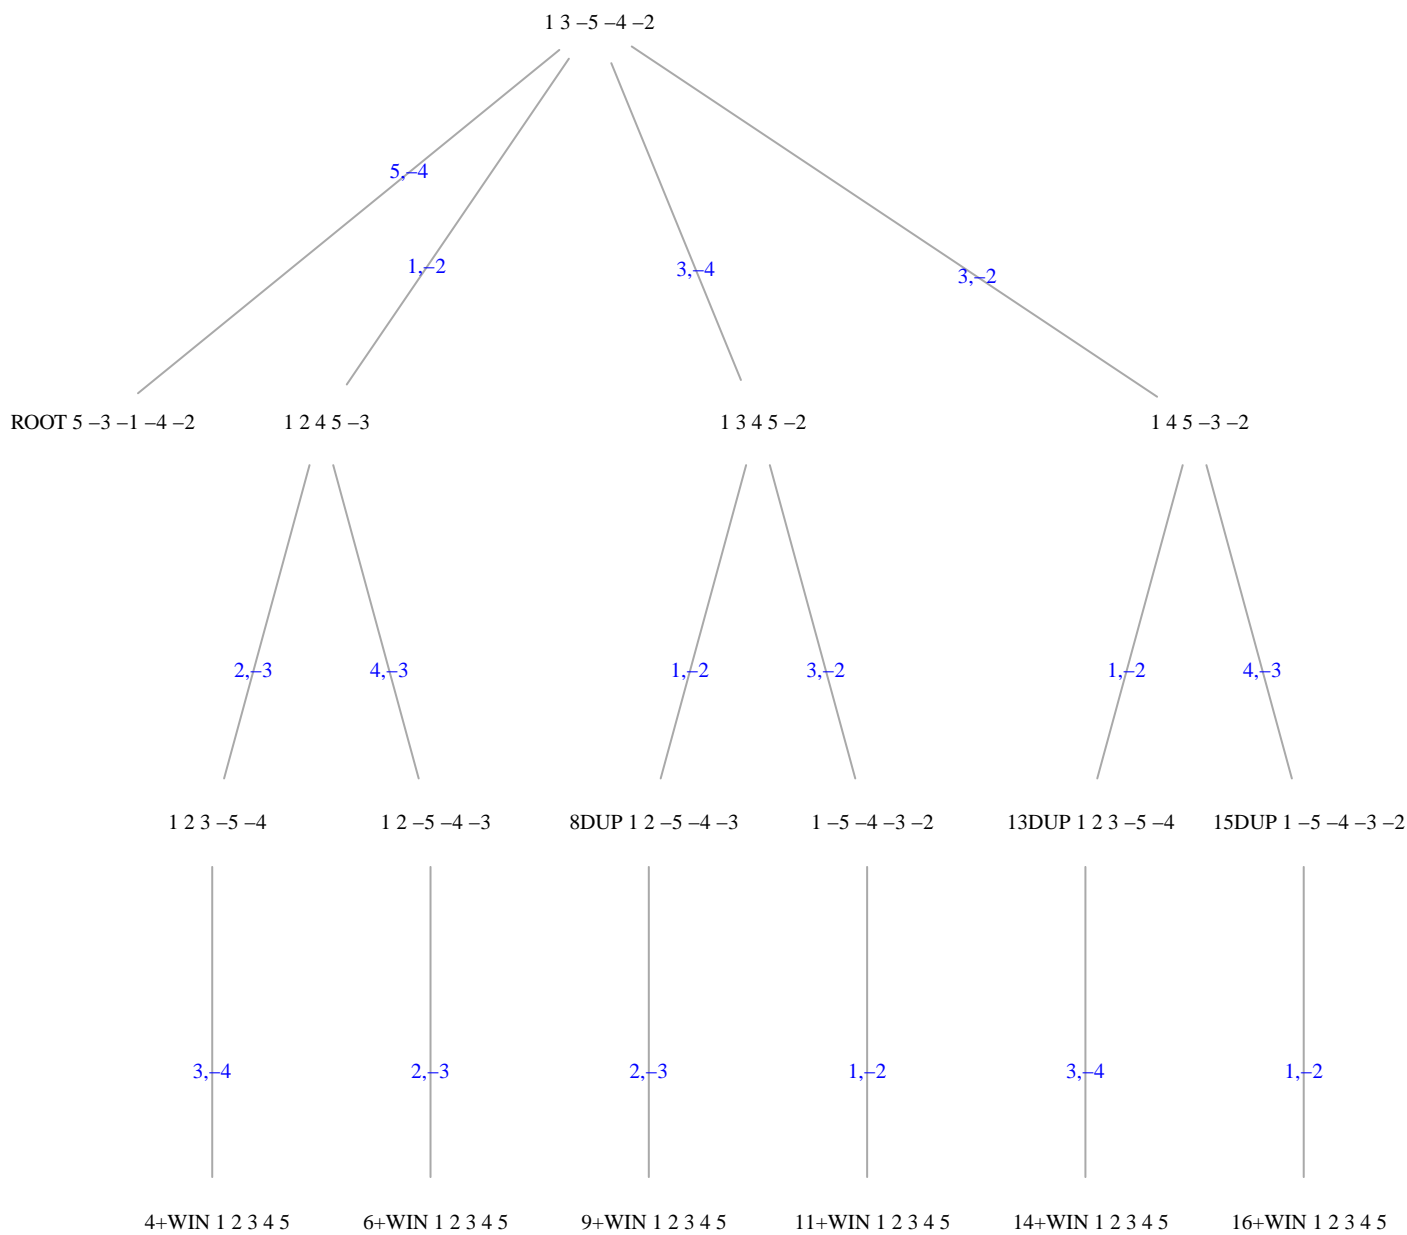 1 3 –5 –4 –2
5,–4
1,–2
3,–4
3,–2
ROOT 5 –3 –1 –4 –2
1 2 4 5 –3
1 3 4 5 –2
1 4 5 –3 –2
2,–3
4,–3
1,–2
3,–2
1,–2
4,–3
1 2 3 –5 –4
1 2 –5 –4 –3
8DUP 1 2 –5 –4 –3
1 –5 –4 –3 –2
13DUP 1 2 3 –5 –4
15DUP 1 –5 –4 –3 –2
3,–4
2,–3
2,–3
1,–2
3,–4
1,–2
4+WIN 1 2 3 4 5
6+WIN 1 2 3 4 5
9+WIN 1 2 3 4 5
11+WIN 1 2 3 4 5
14+WIN 1 2 3 4 5
16+WIN 1 2 3 4 5